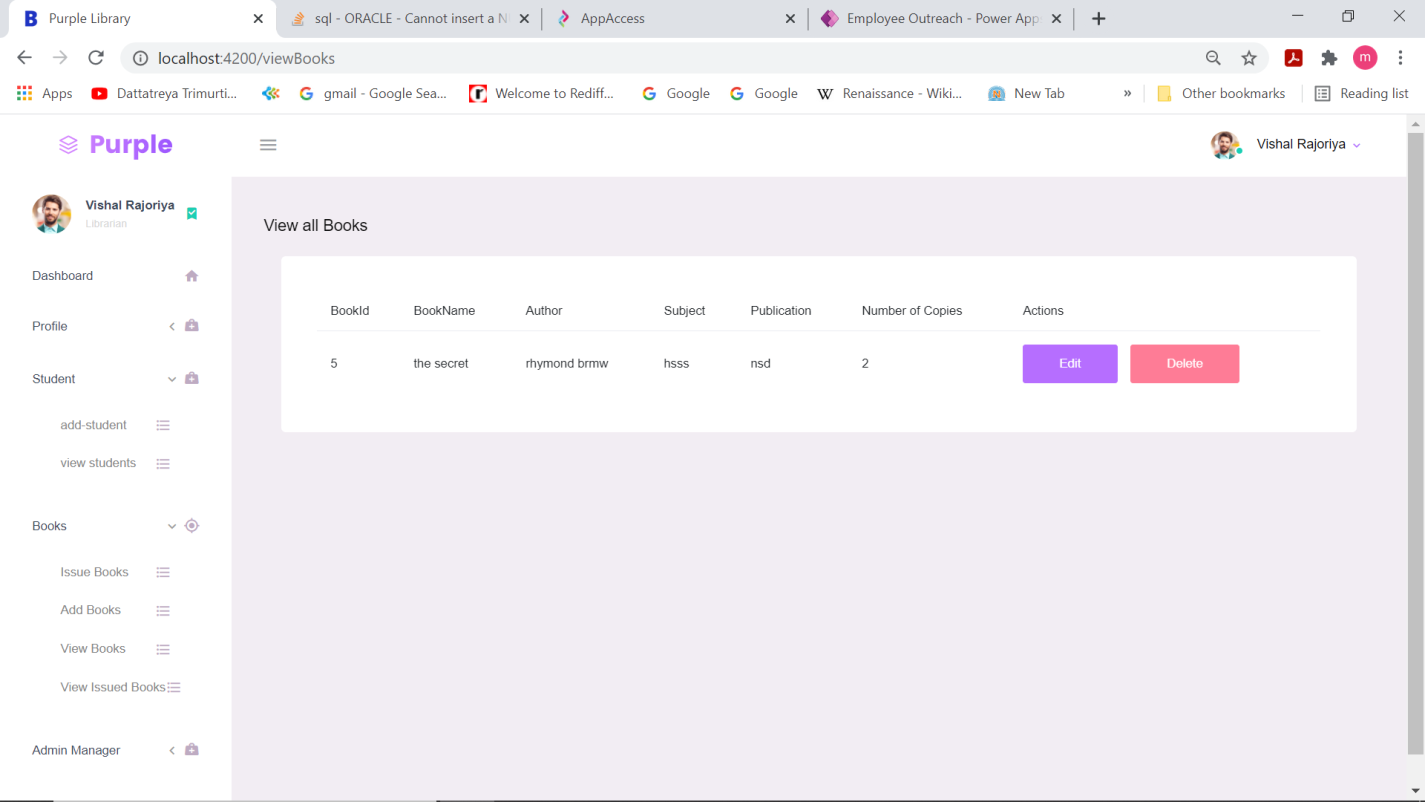 Purple Library
sql - ORACLE - Cannot insert a N
AppAccess
Employee Outreach - Power App
localhost:4200/viewBooks
m
Apps
Dattatreya Trimurti...
gmail - Google Sea...
Welcome to Rediff...
Google
Google
Renaissance - Wiki...
New Tab
»
Other bookmarks
Reading list
Purple
Vishal Rajoriya
Vishal Rajoriya
Librarian
Dashboard
Profile
Student
add-student
view students
Books
Issue Books
Add Books
View Books
View Issued Books
Admin Manager
View all Books
BookId BookName Author Subject Publication Number of Copies Actions
5 the secret rhymond brmw hsss nsd 2 Edit Delete